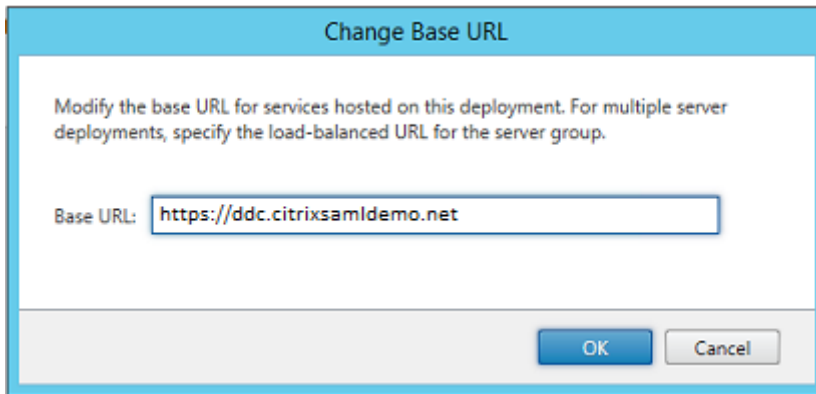 Change Base URL
Modify the base URL for services hosted on this deployment. For multiple server
deployments, specify the load-balanced URL for the server group.
Base URL: https://ddc.citrixsamldemo.net
OK Cancel